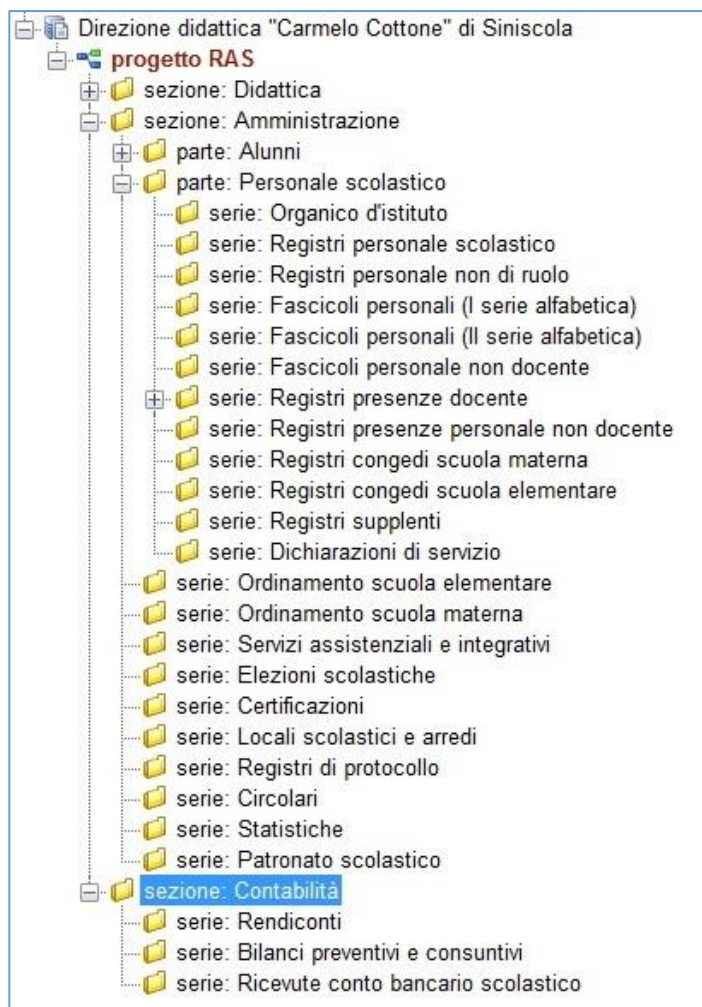 Direzione didattica "Carmelo Cottone" di Siniscola
progetto RAS
sezione: Didattica
sezione: Amministrazione
parte: Alunni
parte: Personale scolastico
serie: Organico d'istituto
serie: Registri personale scolastico
serie: Registri personale non di ruolo
serie: Fascicoli personali (I serie alfabetica)
serie: Fascicoli personali (II serie alfabetica)
serie: Fascicoli personale non docente
serie: Registri presenze docente
serie: Registri presenze personale non docente
serie: Registri congedi scuola materna
serie: Registri congedi scuola elementare
serie: Registri supplenti
serie: Dichiarazioni di servizio
serie: Ordinamento scuola elementare
serie: Ordinamento scuola materna
serie: Servizi assistenziali e integrativi
serie: Elezioni scolastiche
serie: Certificazioni
serie: Locali scolastici e arredi
serie: Registri di protocollo
serie: Circolari
serie: Statistiche
serie: Patronato scolastico
sezione: Contabilità
serie: Rendiconti
serie: Bilanci preventivi e consuntivi
serie: Ricevute conto bancario scolastico